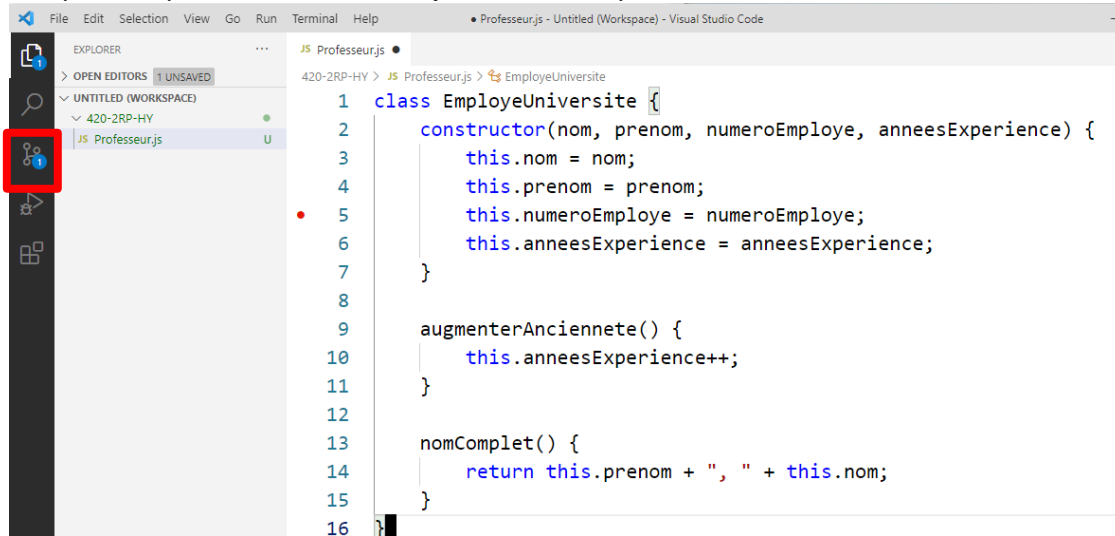 File Edit Selection View Go Run Terminal Help ● Professeur.js - Untitled (Workspace) - Visual Studio Code
EXPLORER ...
JS Professeur.js ●
1
> OPEN EDITORS 1 UNSAVED
420-2RP-HY > JS Professeur.js > EmployeUniversite
UNTITLED (WORKSPACE)
420-2RP-HY ●
JS Professeur.js U
1
1 class EmployeUniversite {
2 constructor(nom, prenom, numeroEmploye, anneesExperience) {
3 this.nom = nom;
4 this.prenom = prenom;
5 this.numeroEmploye = numeroEmploye;
6 this.anneesExperience = anneesExperience;
7 }
8
9 augmenterAnciennete() {
10 this.anneesExperience++;
11 }
12
13 nomComplet() {
14 return this.prenom + ", " + this.nom;
15 }
16 }